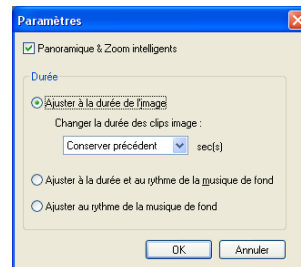 Paramètres
Panoramique & Zoom intelligents
Durée
Ajuster à la durée de l'image
Changer la durée des clips image :
Conserver précédent sec(s)
Ajuster à la durée et au rythme de la musique de fond
Ajuster au rythme de la musique de fond
OK Annuler